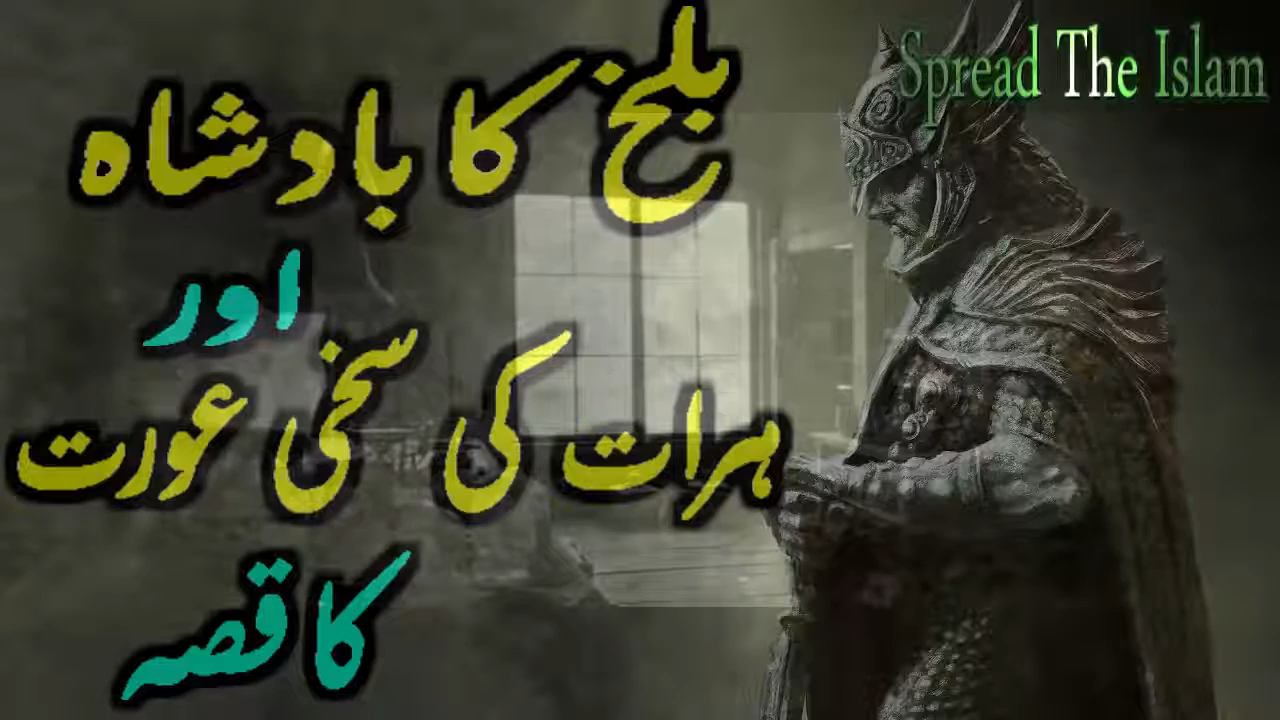 Spread The Islam
بلخ کا بادشاہ
اور
ہرات کی سخی عورت
کا قصہ